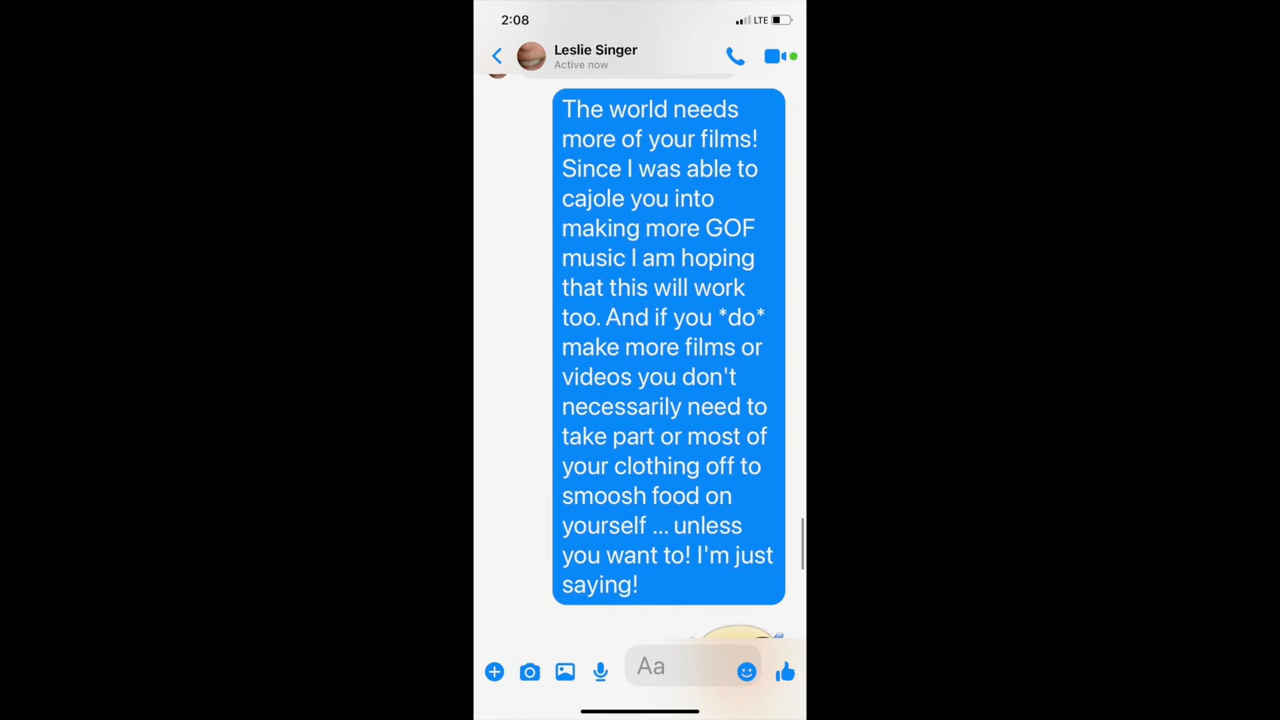 2:08
LTE
Leslie Singer
Active now
The world needs
more of your films!
Since I was able to
cajole you into
making more GOF
music I am hoping
that this will work
too. And if you *do*
make more films or
videos you don't
necessarily need to
take part or most of
your clothing off to
smoosh food on
yourself ... unless
you want to! I'm just
saying!
Aa